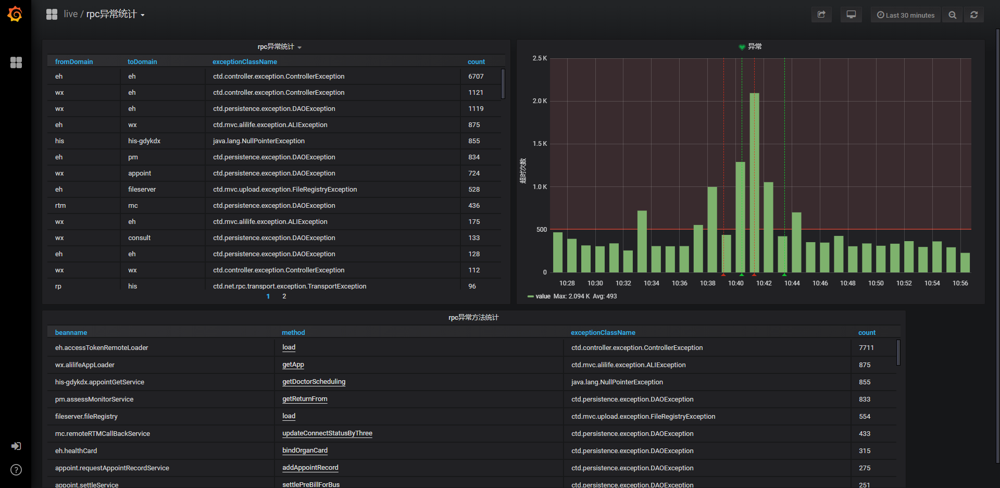 live / rpc异常统计
Last 30 minutes
rpc异常统计
fromDomain toDomain exceptionClassName count
eh eh ctd.controller.exception.ControllerException 6707
wx eh ctd.controller.exception.ControllerException 1121
wx eh ctd.persistence.exception.DAOException 1119
eh wx ctd.mvc.alilife.exception.ALIException 875
his his-gdykdx java.lang.NullPointerException 855
eh pm ctd.persistence.exception.DAOException 834
wx appoint ctd.persistence.exception.DAOException 724
eh fileserver ctd.mvc.upload.exception.FileRegistryException 528
rtm mc ctd.persistence.exception.DAOException 436
wx eh ctd.mvc.alilife.exception.ALIException 175
wx consult ctd.persistence.exception.DAOException 133
eh eh ctd.persistence.exception.DAOException 128
wx wx ctd.controller.exception.ControllerException 112
rp his ctd.net.rpc.transport.exception.TransportException 96
1 2
异常
超时次数
2.5 K
2.0 K
1.5 K
1.0 K
500
0
10:28 10:30 10:32 10:34 10:36 10:38 10:40 10:42 10:44 10:46 10:48 10:50 10:52 10:54 10:56
value Max: 2.094 K Avg: 493
rpc异常方法统计
beanname method exceptionClassName count
eh.accessTokenRemoteLoader load ctd.controller.exception.ControllerException 7711
wx.alilifeAppLoader getApp ctd.mvc.alilife.exception.ALIException 875
his-gdykdx.appointGetService getDoctorScheduling java.lang.NullPointerException 855
pm.assessMonitorService getReturnFrom ctd.persistence.exception.DAOException 833
fileserver.fileRegistry load ctd.mvc.upload.exception.FileRegistryException 554
mc.remoteRTMCallBackService updateConnectStatusByThree ctd.persistence.exception.DAOException 433
eh.healthCard bindOrganCard ctd.persistence.exception.DAOException 315
appoint.requestAppointRecordService addAppointRecord ctd.persistence.exception.DAOException 275
appoint.settleService settlePreBillForBus ctd.persistence.exception.DAOException 251